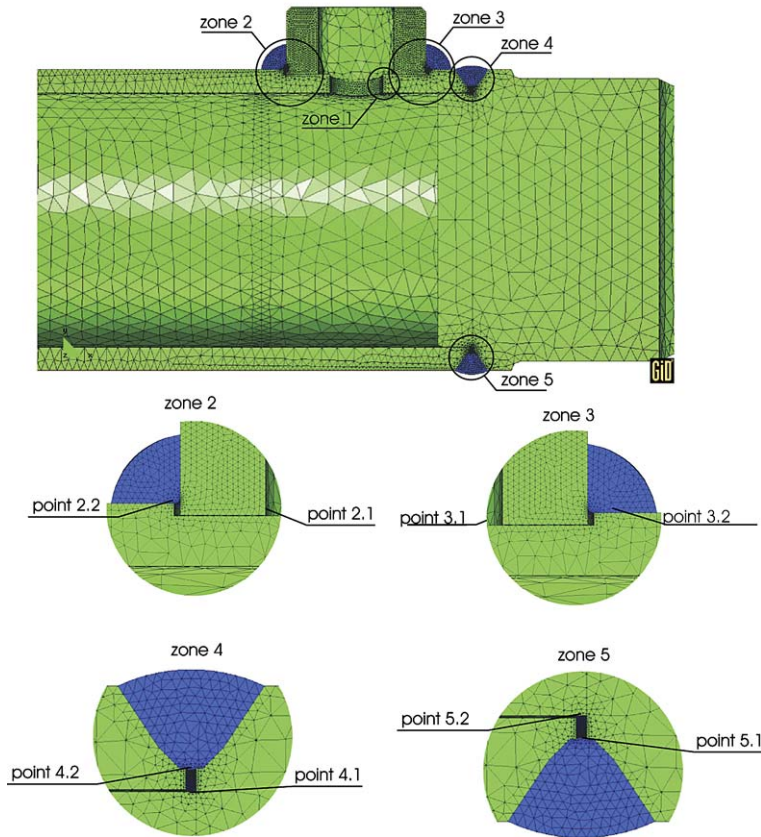 zone 2
zone 3
zone 4
zone 1
zone 5
GiD
zone 2
zone 3
point 2.2
point 2.1
point 3.1
point 3.2
zone 4
zone 5
point 5.2
point 5.1
point 4.2
point 4.1